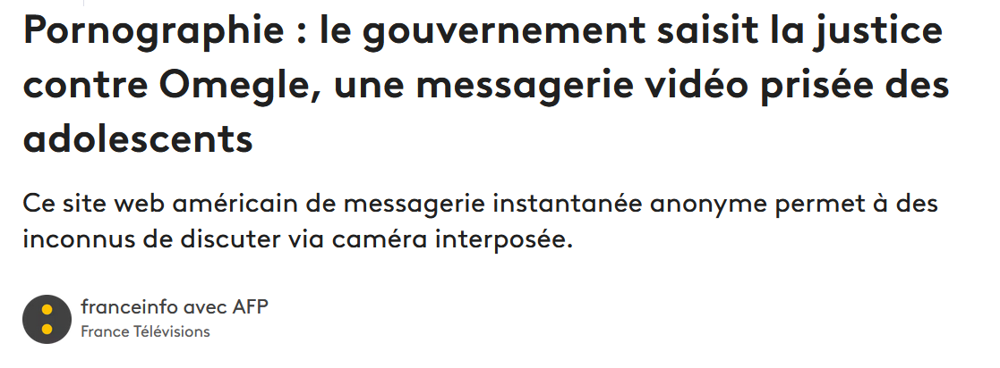 Pornographie : le gouvernement saisit la justice
contre Omegle, une messagerie vidéo prisée des
adolescents
Ce site web américain de messagerie instantanée anonyme permet à des
inconnus de discuter via caméra interposée.
franceinfo avec AFP
France Télévisions